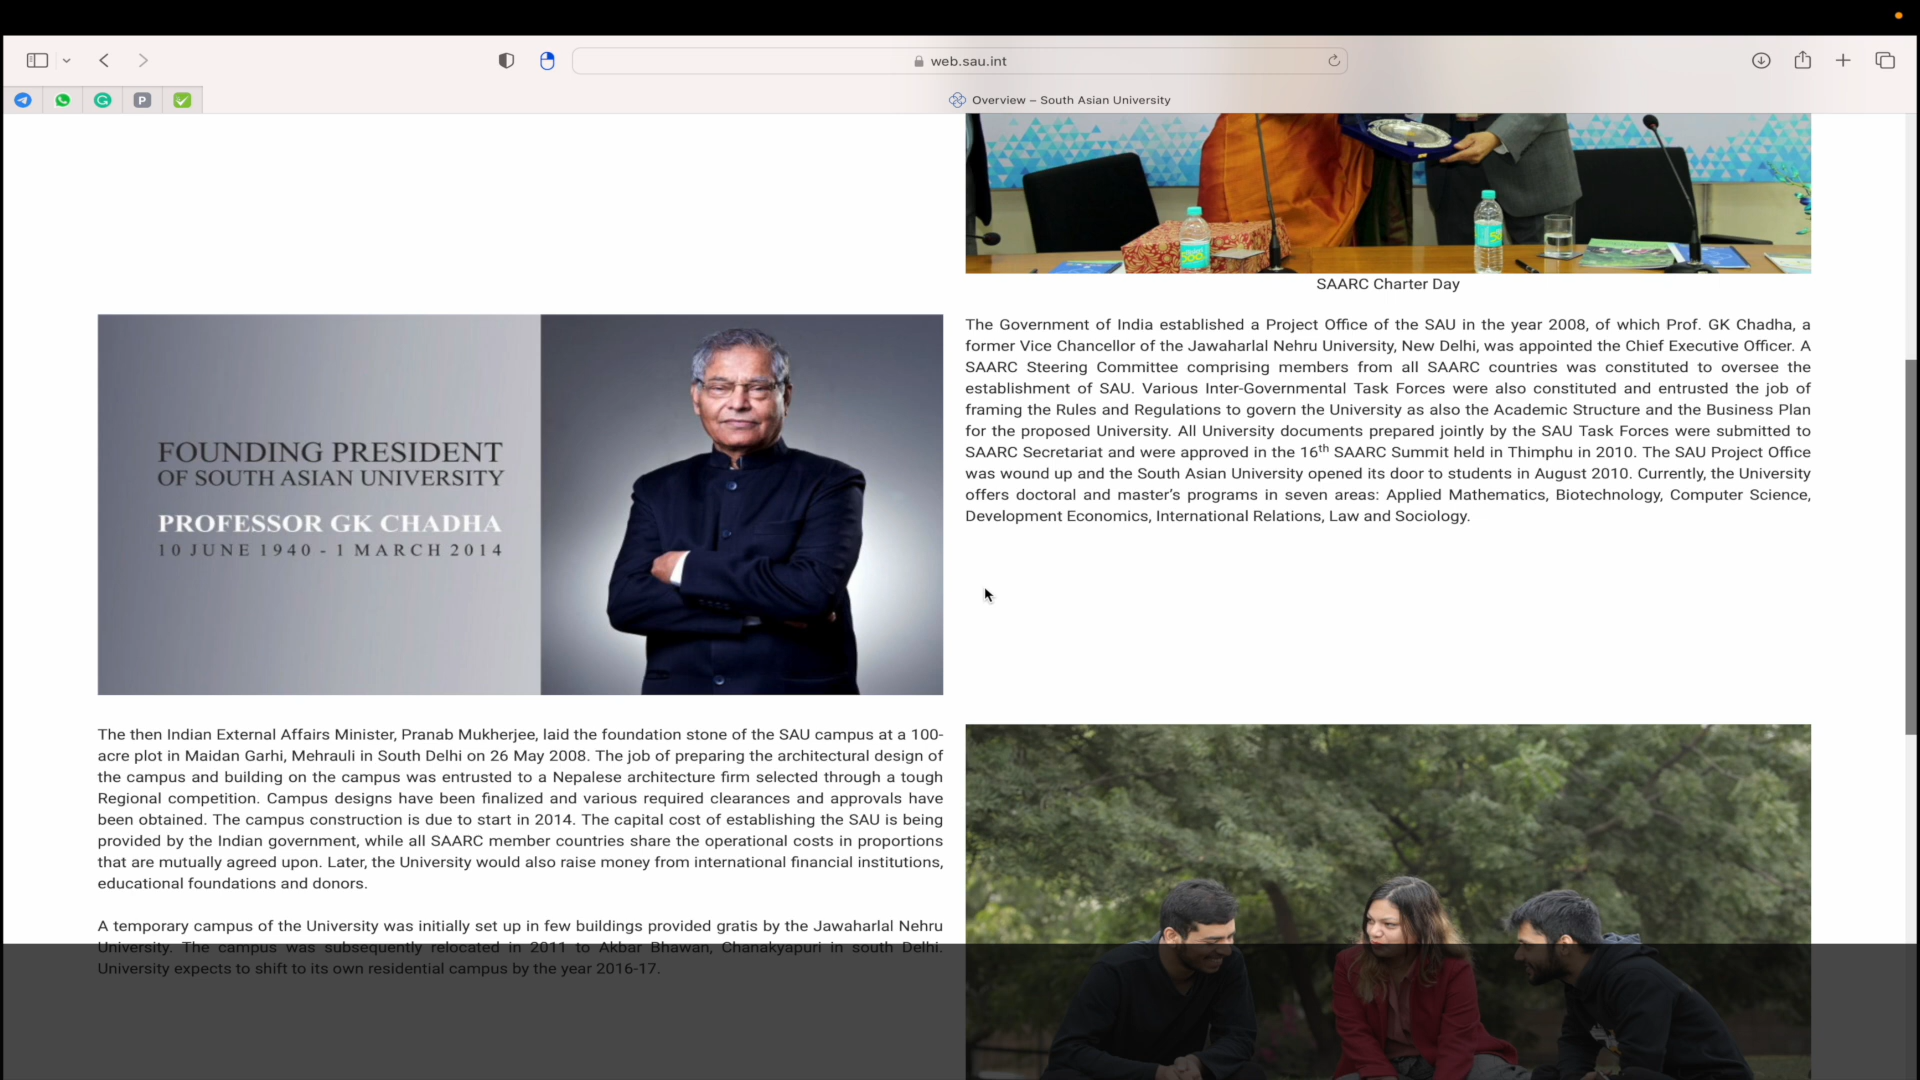 web.sau.int
P
Overview – South Asian University
SAARC Charter Day
FOUNDING PRESIDENT
OF SOUTH ASIAN UNIVERSITY
PROFESSOR GK CHADHA
10 JUNE 1940 - 1 MARCH 2014
The Government of India established a Project Office of the SAU in the year 2008, of which Prof. GK Chadha, a
former Vice Chancellor of the Jawaharlal Nehru University, New Delhi, was appointed the Chief Executive Officer. A
SAARC Steering Committee comprising members from all SAARC countries was constituted to oversee the
establishment of SAU. Various Inter-Governmental Task Forces were also constituted and entrusted the job of
framing the Rules and Regulations to govern the University as also the Academic Structure and the Business Plan
for the proposed University. All University documents prepared jointly by the SAU Task Forces were submitted to
SAARC Secretariat and were approved in the 16th SAARC Summit held in Thimphu in 2010. The SAU Project Office
was wound up and the South Asian University opened its door to students in August 2010. Currently, the University
offers doctoral and master’s programs in seven areas: Applied Mathematics, Biotechnology, Computer Science,
Development Economics, International Relations, Law and Sociology.
The then Indian External Affairs Minister, Pranab Mukherjee, laid the foundation stone of the SAU campus at a 100-
acre plot in Maidan Garhi, Mehrauli in South Delhi on 26 May 2008. The job of preparing the architectural design of
the campus and building on the campus was entrusted to a Nepalese architecture firm selected through a tough
Regional competition. Campus designs have been finalized and various required clearances and approvals have
been obtained. The campus construction is due to start in 2014. The capital cost of establishing the SAU is being
provided by the Indian government, while all SAARC member countries share the operational costs in proportions
that are mutually agreed upon. Later, the University would also raise money from international financial institutions,
educational foundations and donors.
A temporary campus of the University was initially set up in few buildings provided gratis by the Jawaharlal Nehru
University. The campus was subsequently relocated in 2011 to Akbar Bhawan, Chanakyapuri in south Delhi.
University expects to shift to its own residential campus by the year 2016-17.